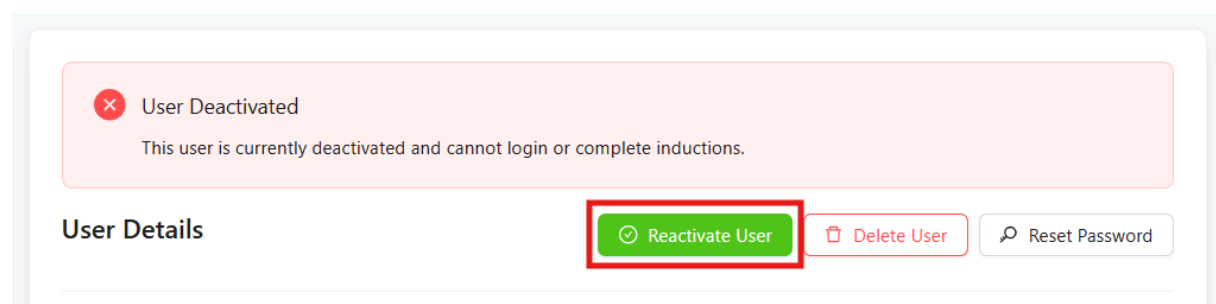 User Deactivated
This user is currently deactivated and cannot login or complete inductions.
User Details
Reactivate User
Delete User
Reset Password